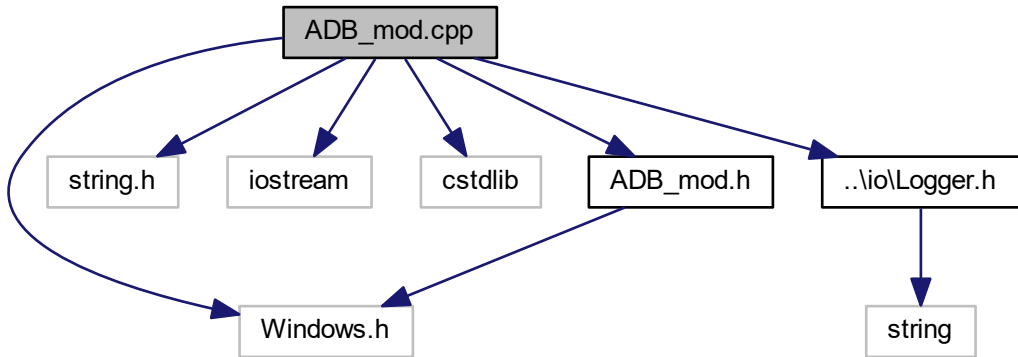 ADB_mod.cpp
string.h
iostream
cstdlib
ADB_mod.h
..\io\Logger.h
Windows.h
string